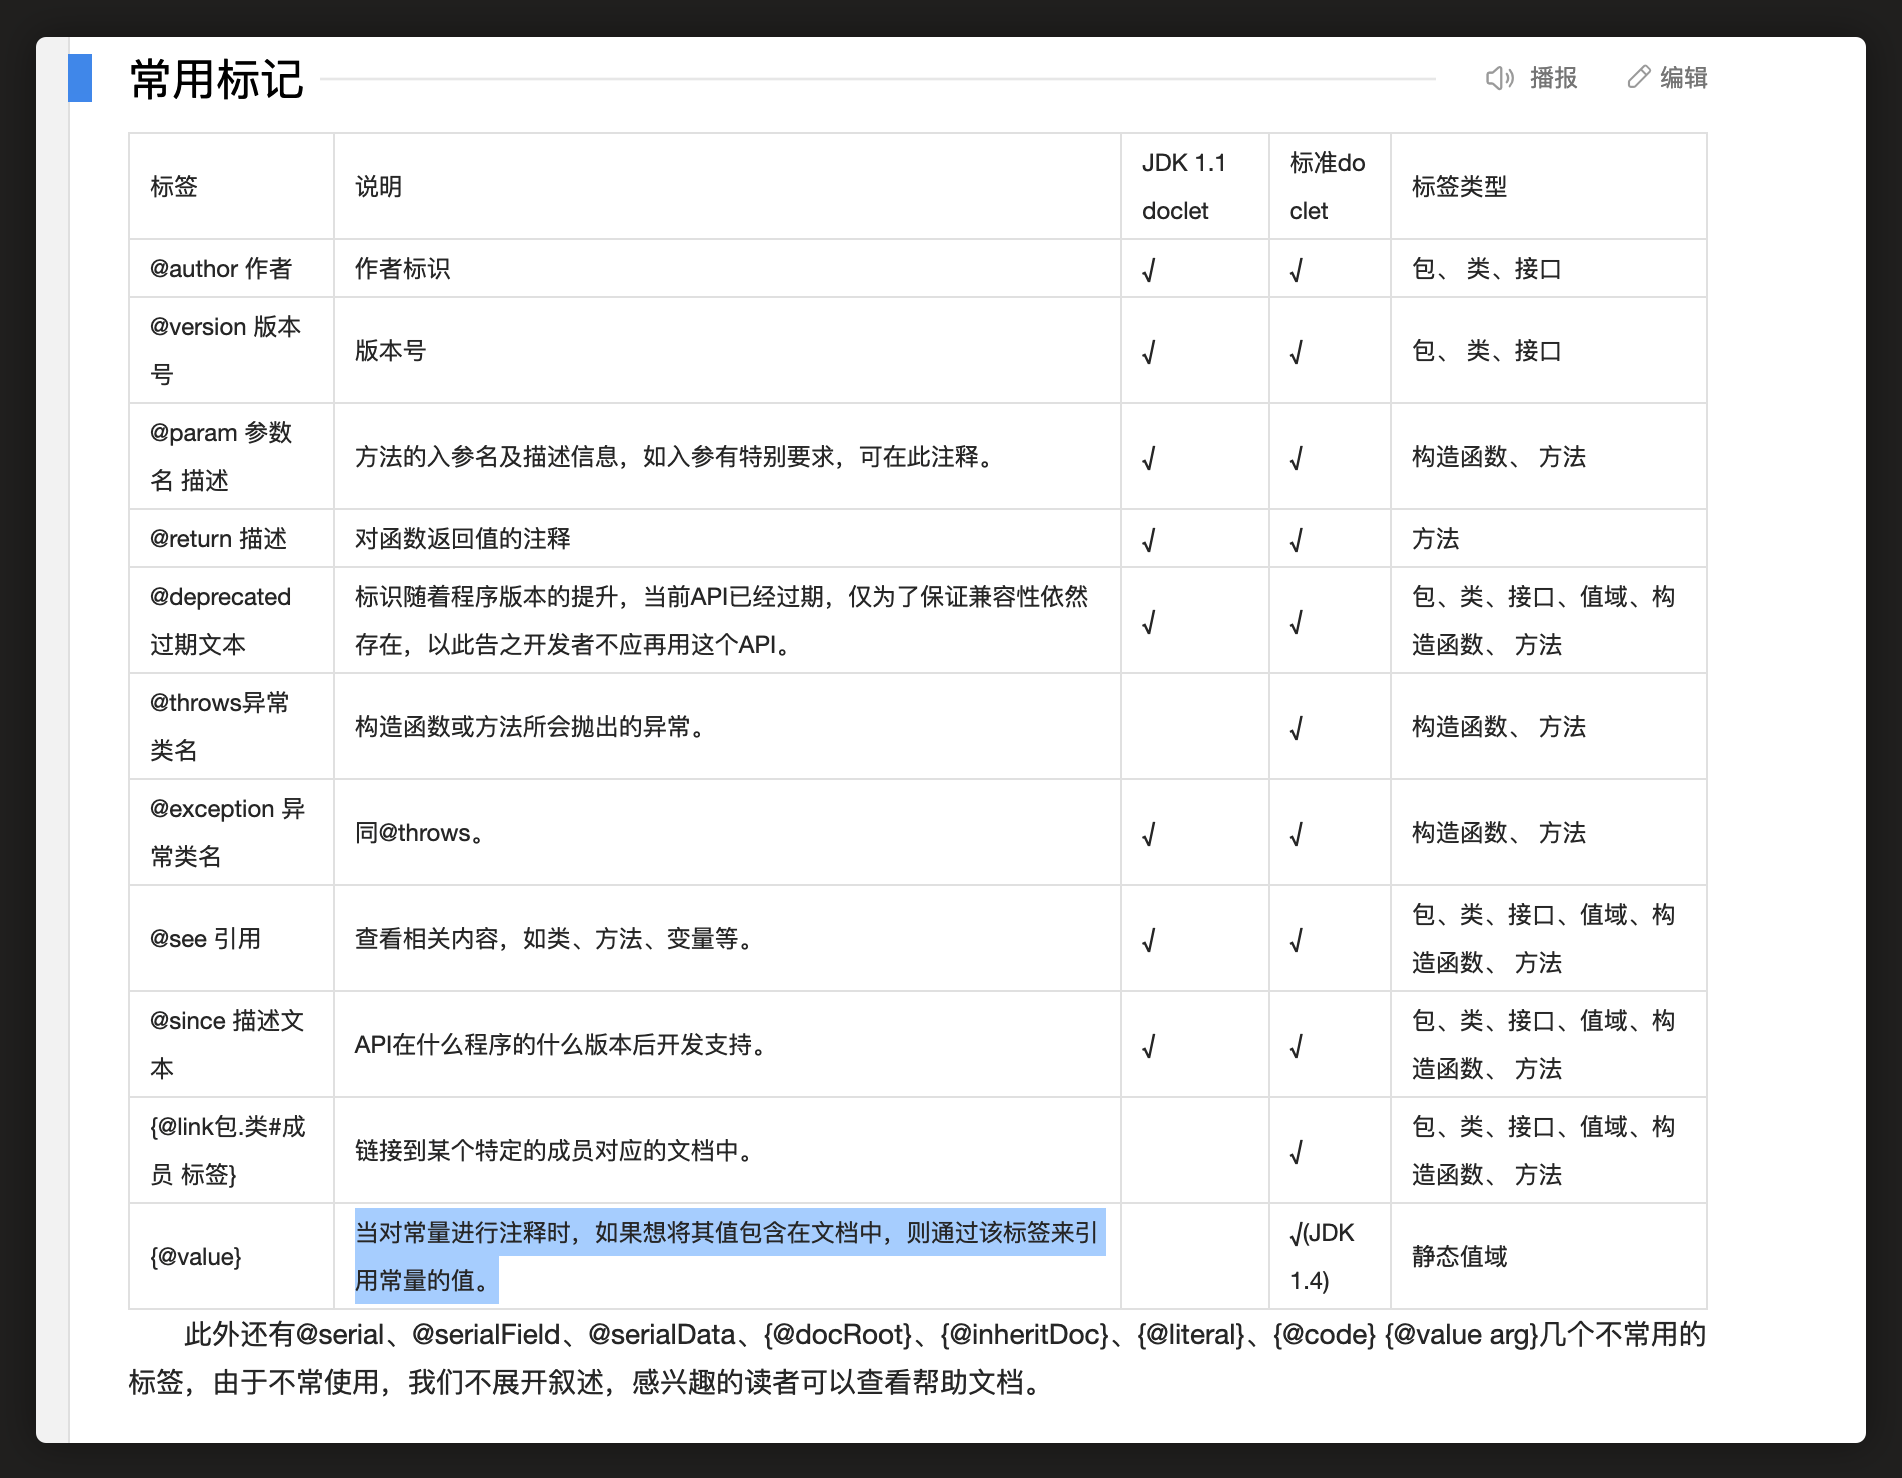 常用标记
播报
编辑
标签
说明
JDK 1.1
doclet
标准do
clet
标签类型
@author 作者
作者标识
√
√
包、 类、接口
@version 版本
号
版本号
√
√
包、 类、接口
@param 参数
名 描述
方法的入参名及描述信息，如入参有特别要求，可在此注释。
√
√
构造函数、 方法
@return 描述
对函数返回值的注释
√
√
方法
@deprecated
过期文本
标识随着程序版本的提升，当前API已经过期，仅为了保证兼容性依然
存在，以此告之开发者不应再用这个API。
√
√
包、类、接口、值域、构
造函数、 方法
@throws异常
类名
构造函数或方法所会抛出的异常。
√
构造函数、 方法
@exception 异
常类名
同@throws。
√
√
构造函数、 方法
@see 引用
查看相关内容，如类、方法、变量等。
√
√
包、类、接口、值域、构
造函数、 方法
@since 描述文
本
API在什么程序的什么版本后开发支持。
√
√
包、类、接口、值域、构
造函数、 方法
{@link包.类#成
员 标签}
链接到某个特定的成员对应的文档中。
√
包、类、接口、值域、构
造函数、 方法
{@value}
当对常量进行注释时，如果想将其值包含在文档中，则通过该标签来引
用常量的值。
√(JDK
1.4)
静态值域
此外还有@serial、@serialField、@serialData、{@docRoot}、{@inheritDoc}、{@literal}、{@code} {@value arg}几个不常用的
标签，由于不常使用，我们不展开叙述，感兴趣的读者可以查看帮助文档。